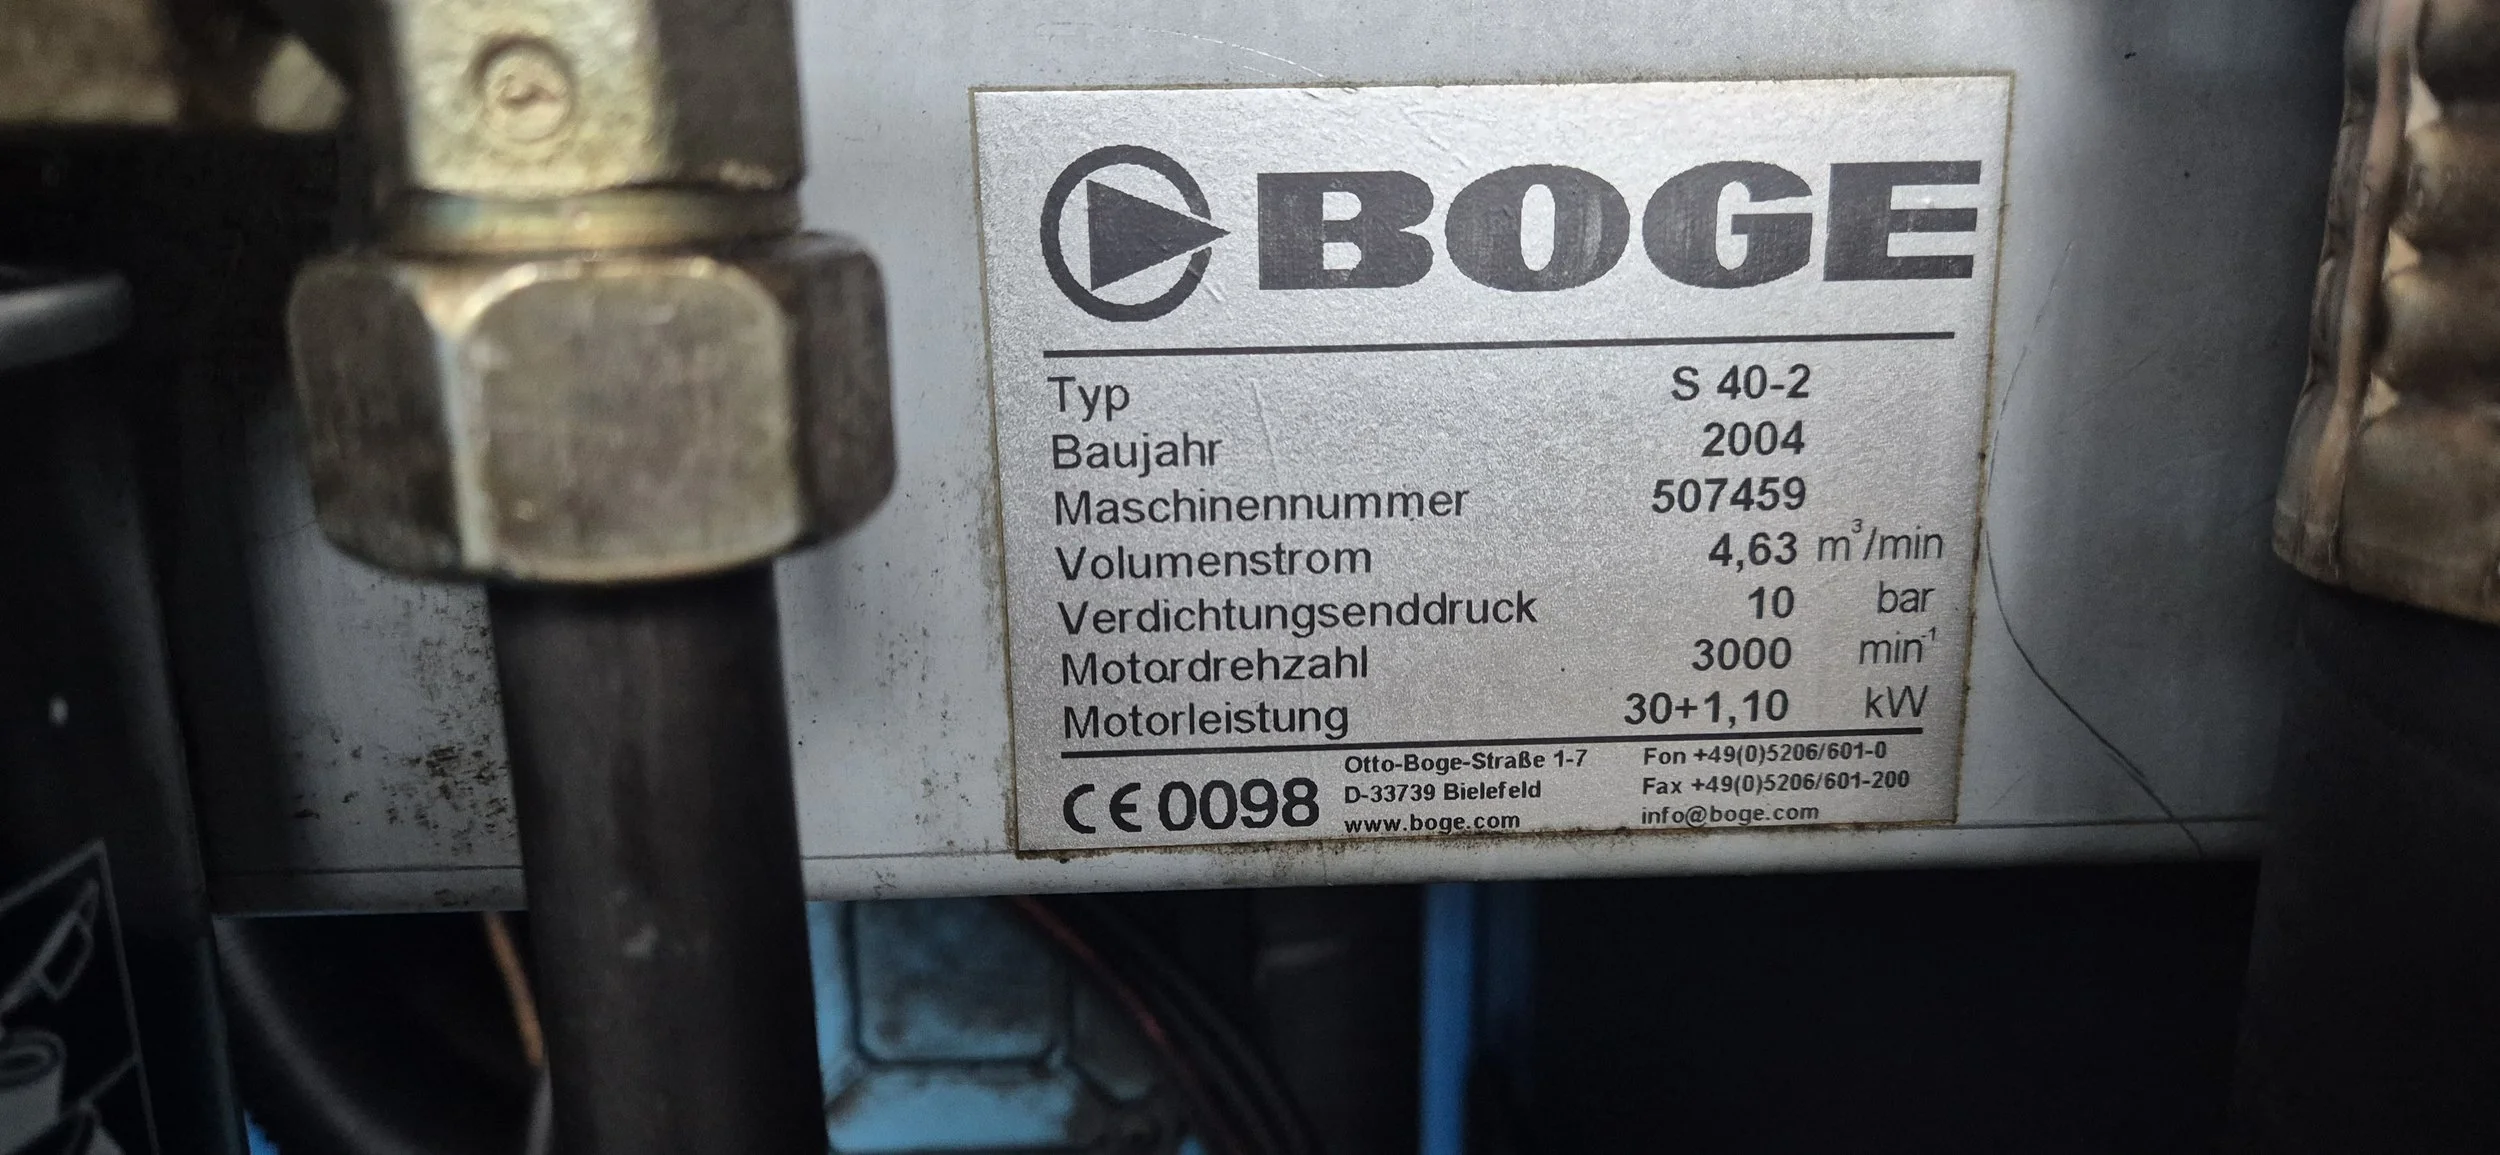 BOGE
Typ S 40-2
Baujahr 2004
Maschinennummer 507459
Volumenstrom 4,63 m³/min
Verdichtungsenddruck 10 bar
Motordrehzahl 3000 min⁻¹
Motorleistung 30+1,10 kW
CE 0098
Otto-Boge-Straße 1-7
D-33739 Bielefeld
www.boge.com
Fon +49(0)5206/601-0
Fax +49(0)5206/601-200
info@boge.com